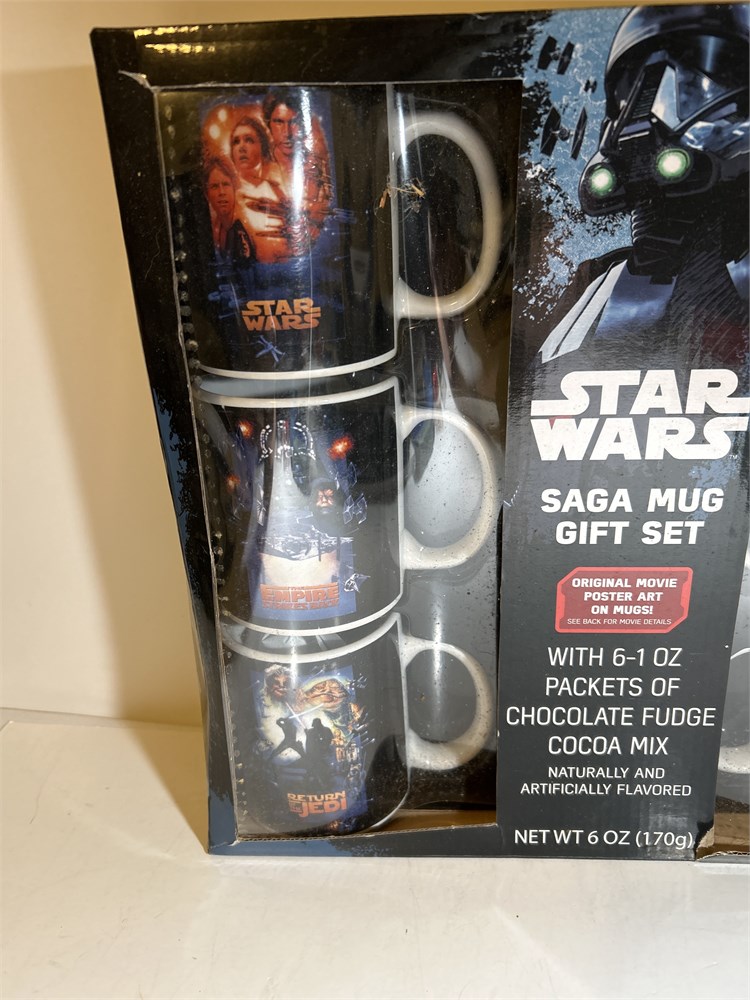 STAR
WARS
EMPIRE
RETURN
OF THE
JEDI
STAR
WARS
SAGA MUG
GIFT SET
ORIGINAL MOVIE
POSTER ART
ON MUGS!
SEE BACK FOR MOVIE DETAILS
WITH 6-1 OZ
PACKETS OF
CHOCOLATE FUDGE
COCOA MIX
NATURALLY AND
ARTIFICIALLY FLAVORED
NET WT 6 OZ (170g)